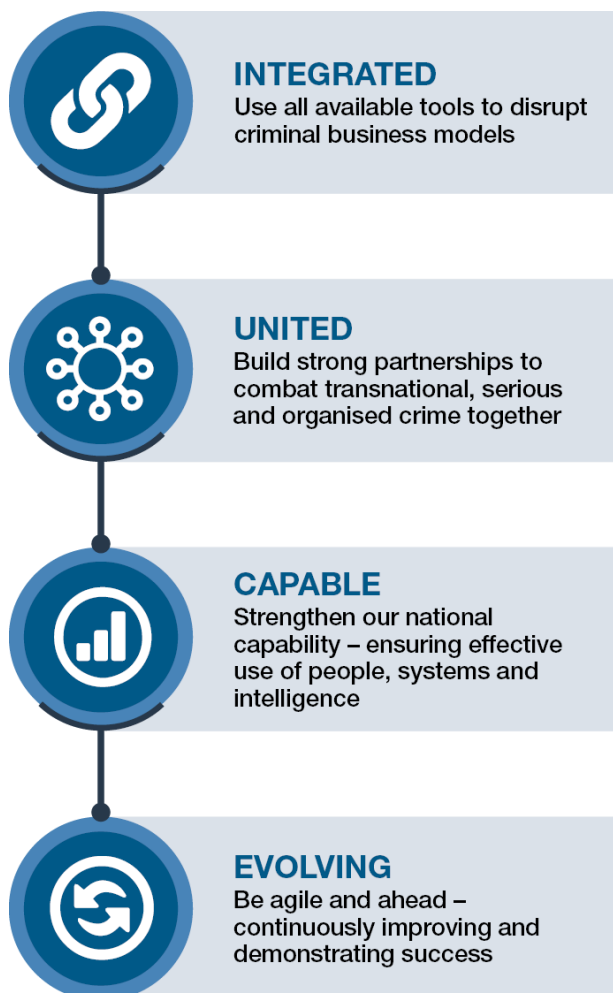 INTEGRATED
Use all available tools to disrupt
criminal business models
UNITED
Build strong partnerships to
combat transnational, serious
and organised crime together
CAPABLE
Strengthen our national
capability – ensuring effective
use of people, systems and
intelligence
EVOLVING
Be agile and ahead –
continuously improving and
demonstrating success